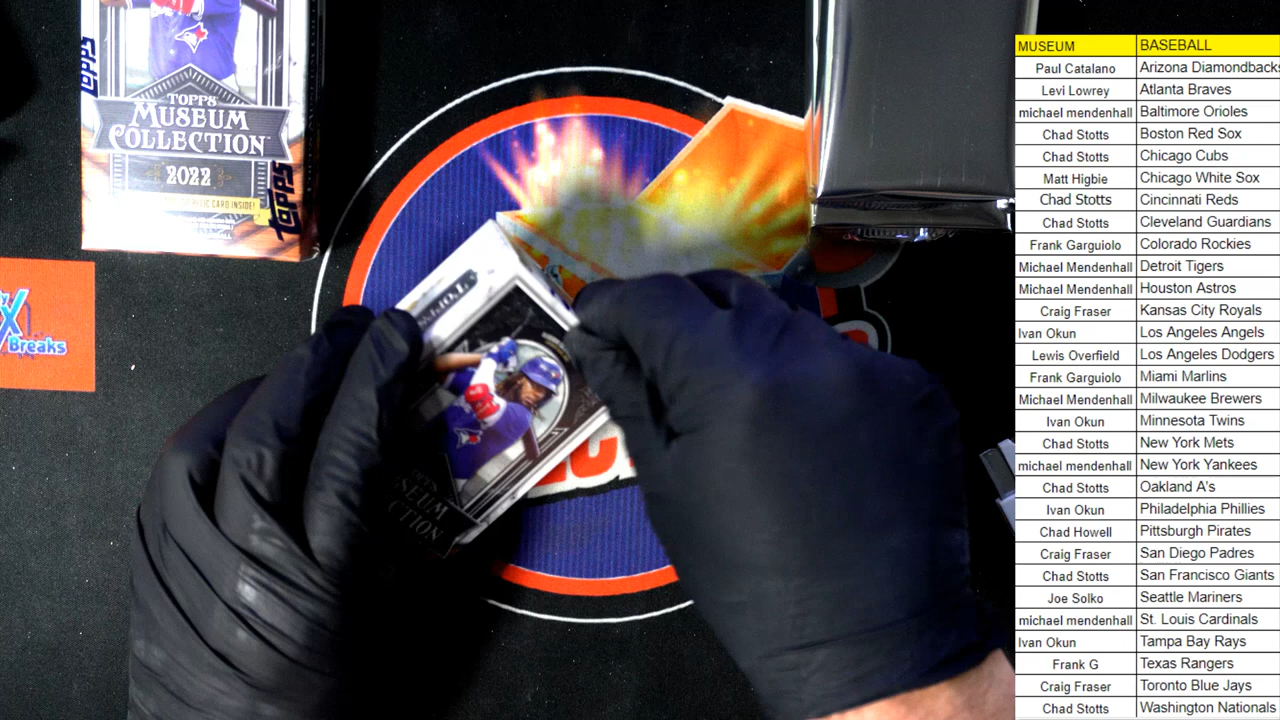 TOPPS
MUSEUM
COLLECTION
2022
RELIC CARD INSIDE!
TOPPS
TOPPS
X
Breaks
MUSEUM BASEBALL
Paul Catalano Arizona Diamondbacks
Levi Lowrey Atlanta Braves
michael mendenhall Baltimore Orioles
Chad Stotts Boston Red Sox
Chad Stotts Chicago Cubs
Matt Higbie Chicago White Sox
Chad Stotts Cincinnati Reds
Chad Stotts Cleveland Guardians
Frank Garguiolo Colorado Rockies
Michael Mendenhall Detroit Tigers
Michael Mendenhall Houston Astros
Craig Fraser Kansas City Royals
Ivan Okun Los Angeles Angels
Lewis Overfield Los Angeles Dodgers
Frank Garguiolo Miami Marlins
Michael Mendenhall Milwaukee Brewers
Ivan Okun Minnesota Twins
Chad Stotts New York Mets
michael mendenhall New York Yankees
Chad Stotts Oakland A's
Ivan Okun Philadelphia Phillies
Chad Howell Pittsburgh Pirates
Craig Fraser San Diego Padres
Chad Stotts San Francisco Giants
Joe Solko Seattle Mariners
michael mendenhall St. Louis Cardinals
Ivan Okun Tampa Bay Rays
Frank G Texas Rangers
Craig Fraser Toronto Blue Jays
Chad Stotts Washington Nationals